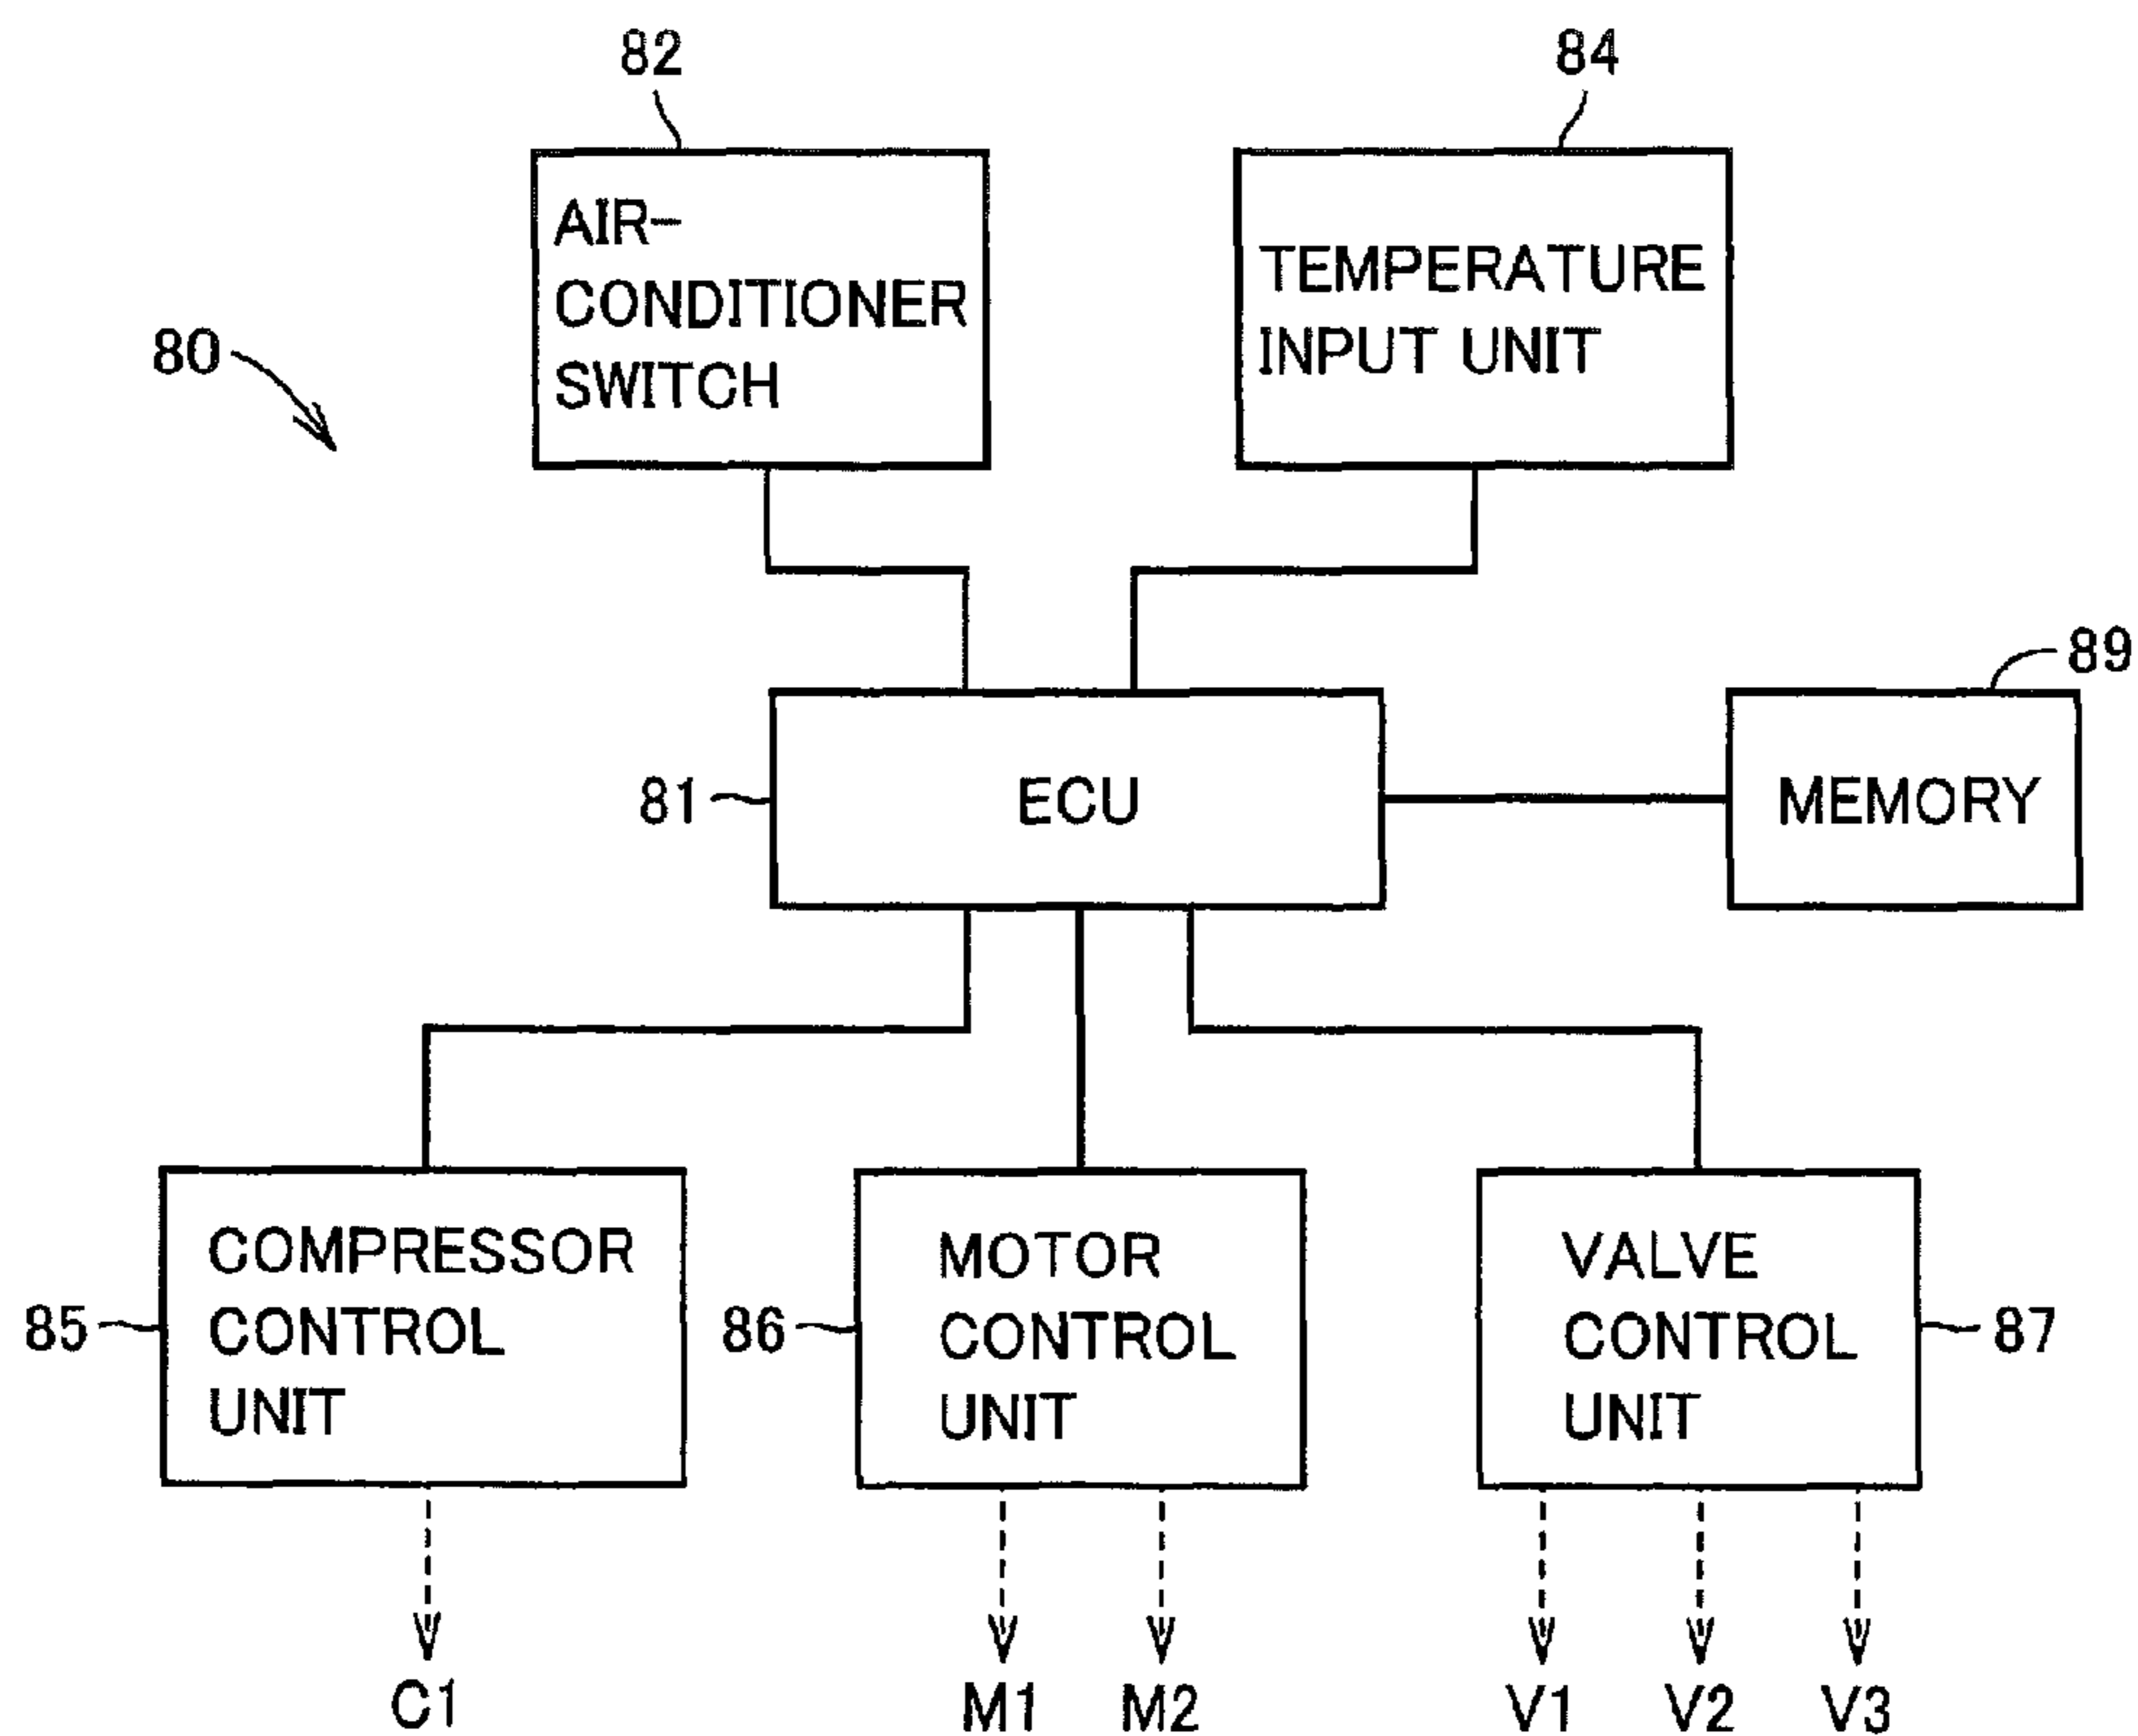 82
84
AIR-
CONDITIONER
SWITCH
TEMPERATURE
INPUT UNIT
80
89
81
ECU
MEMORY
COMPRESSOR
CONTROL
UNIT
85
MOTOR
CONTROL
UNIT
86
VALVE
CONTROL
UNIT
87
C1
M1
M2
V1
V2
V3